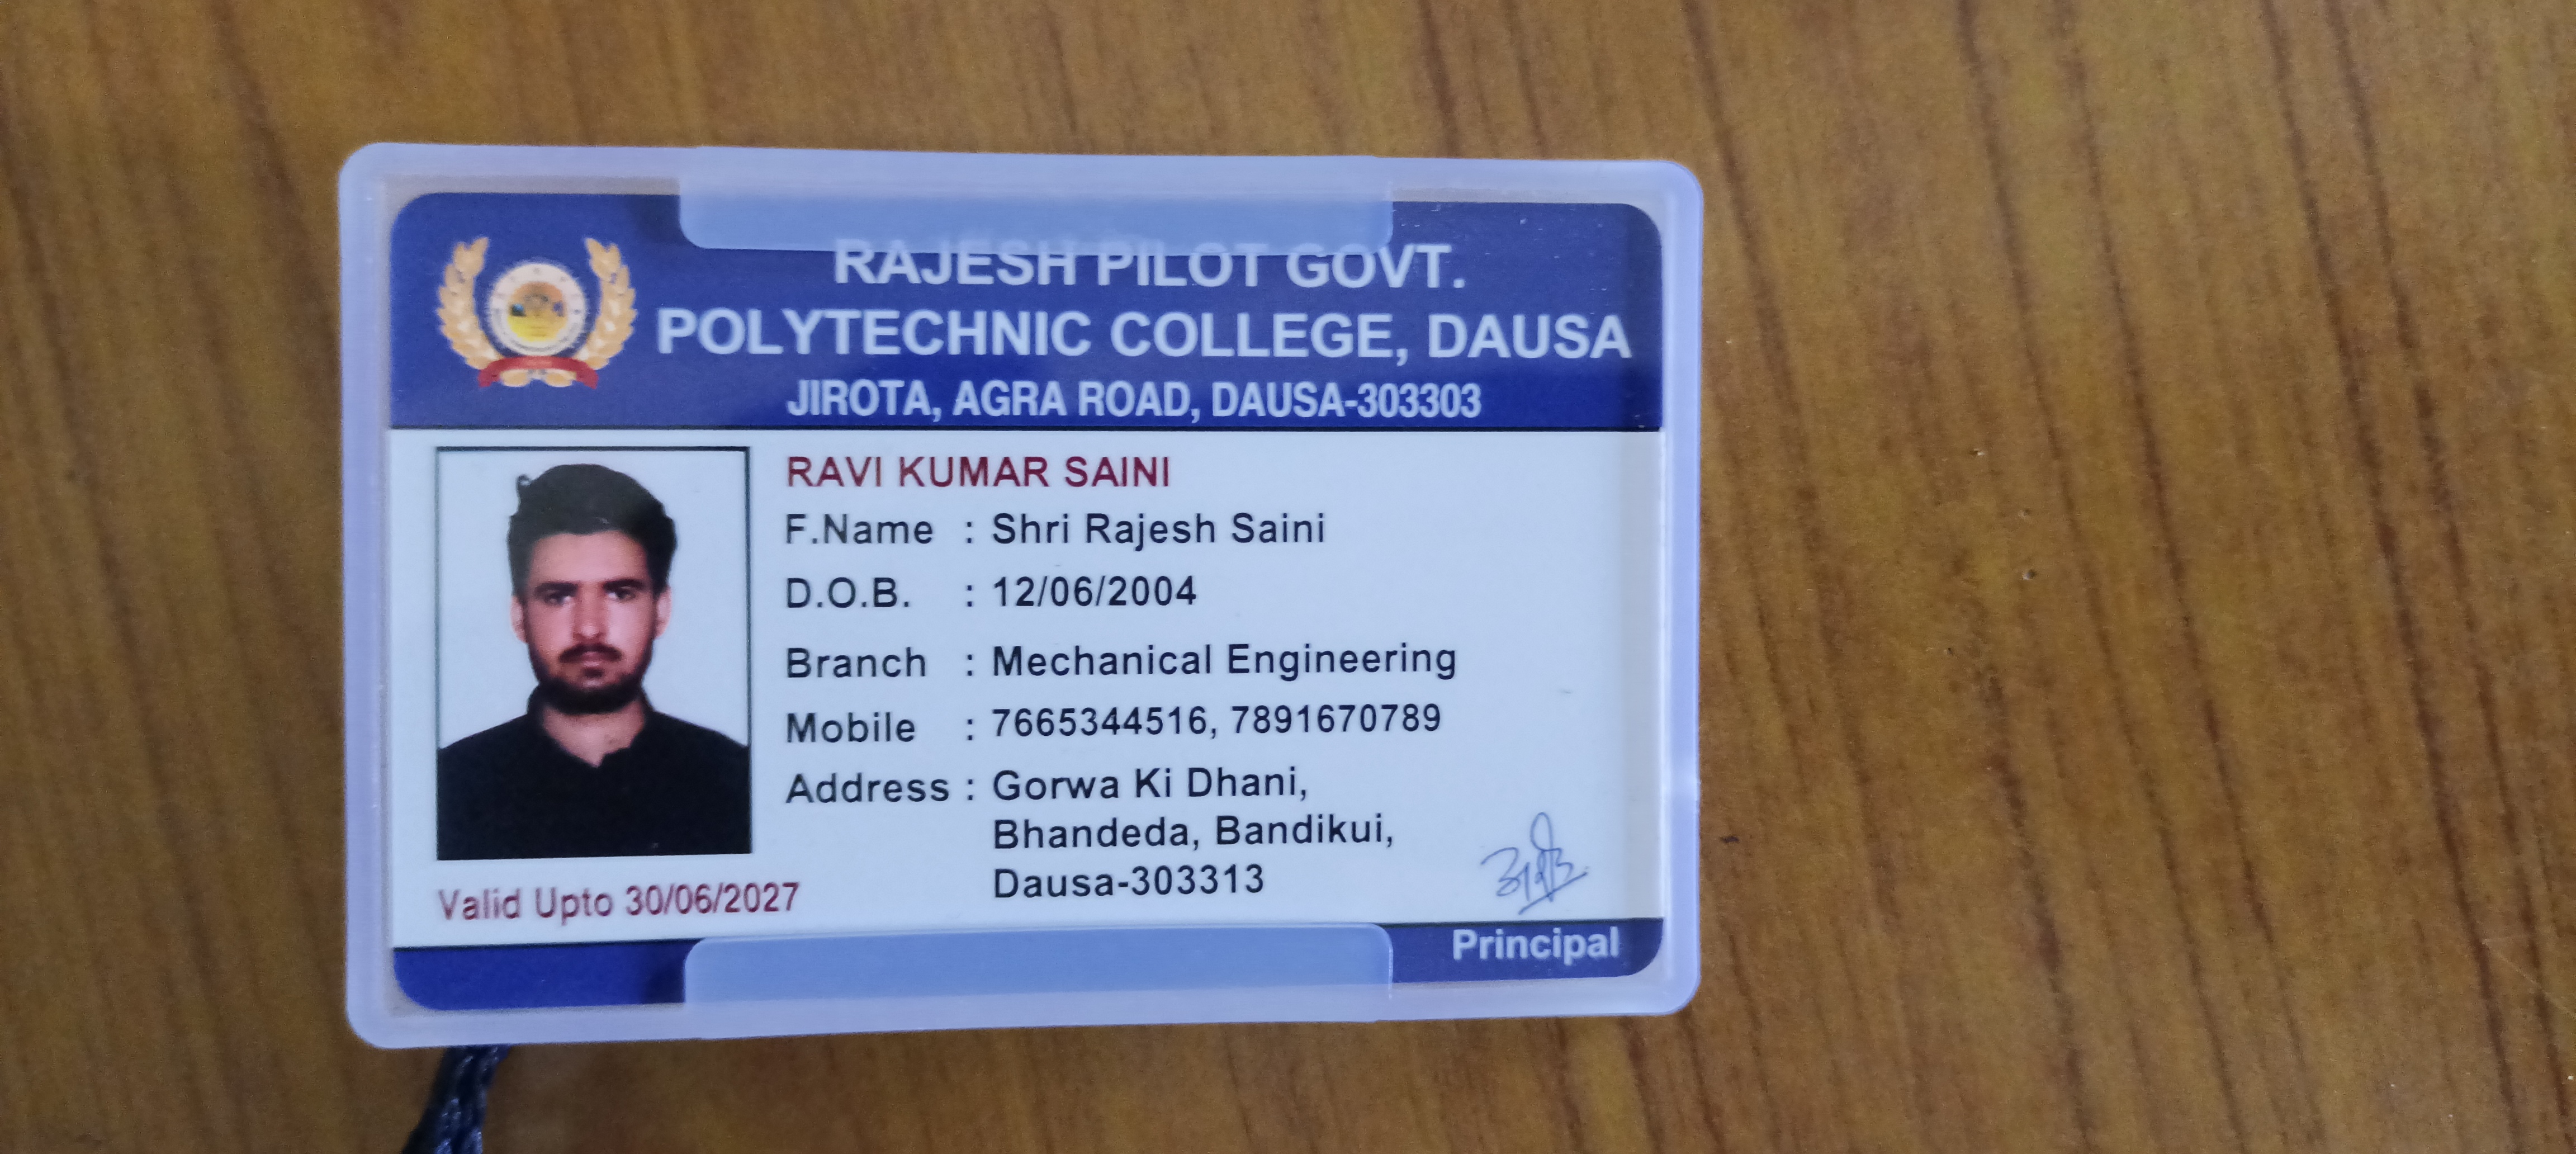 RAJESH PILOT GOVT.
POLYTECHNIC COLLEGE, DAUSA
JIROTA, AGRA ROAD, DAUSA-303303
RAVI KUMAR SAINI
F.Name : Shri Rajesh Saini
D.O.B. : 12/06/2004
Branch : Mechanical Engineering
Mobile : 7665344516, 7891670789
Address : Gorwa Ki Dhani,
Bhandeda, Bandikui,
Dausa-303313
Valid Upto 30/06/2027
Principal